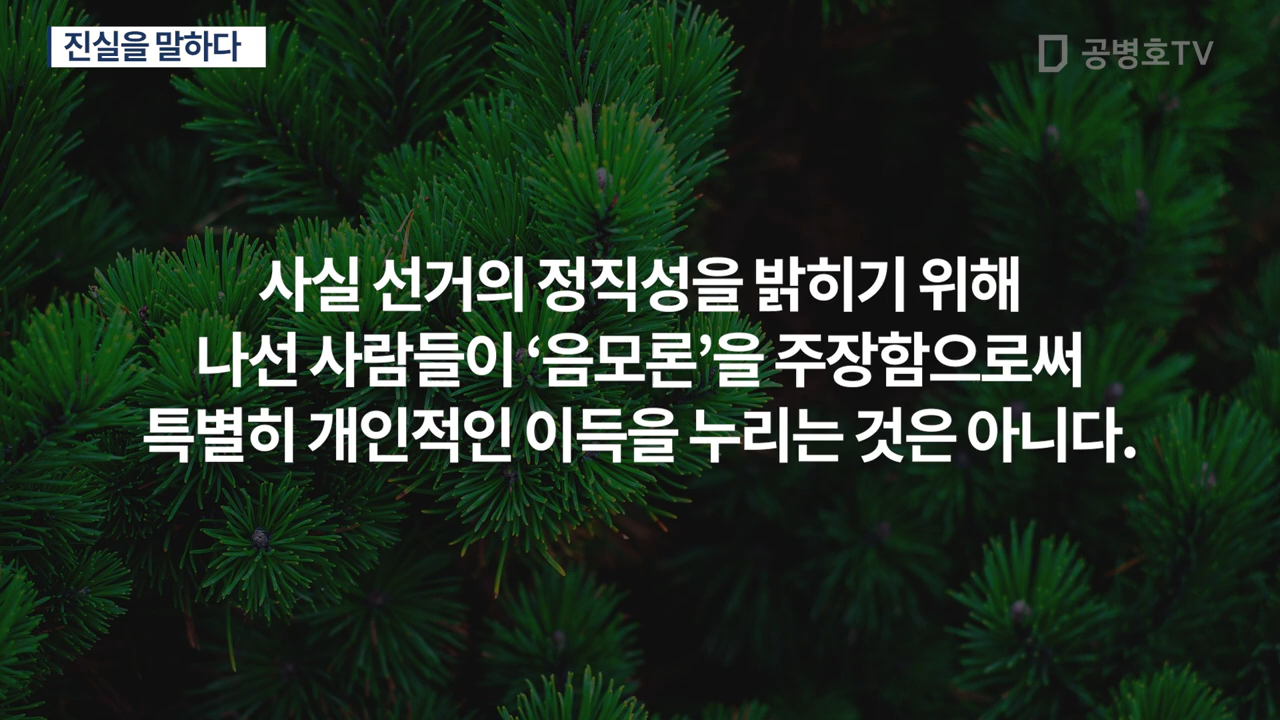 진실을 말하다
공병호TV
사실 선거의 정직성을 밝히기 위해
나선 사람들이 ‘음모론’을 주장함으로써
특별히 개인적인 이득을 누리는 것은 아니다.